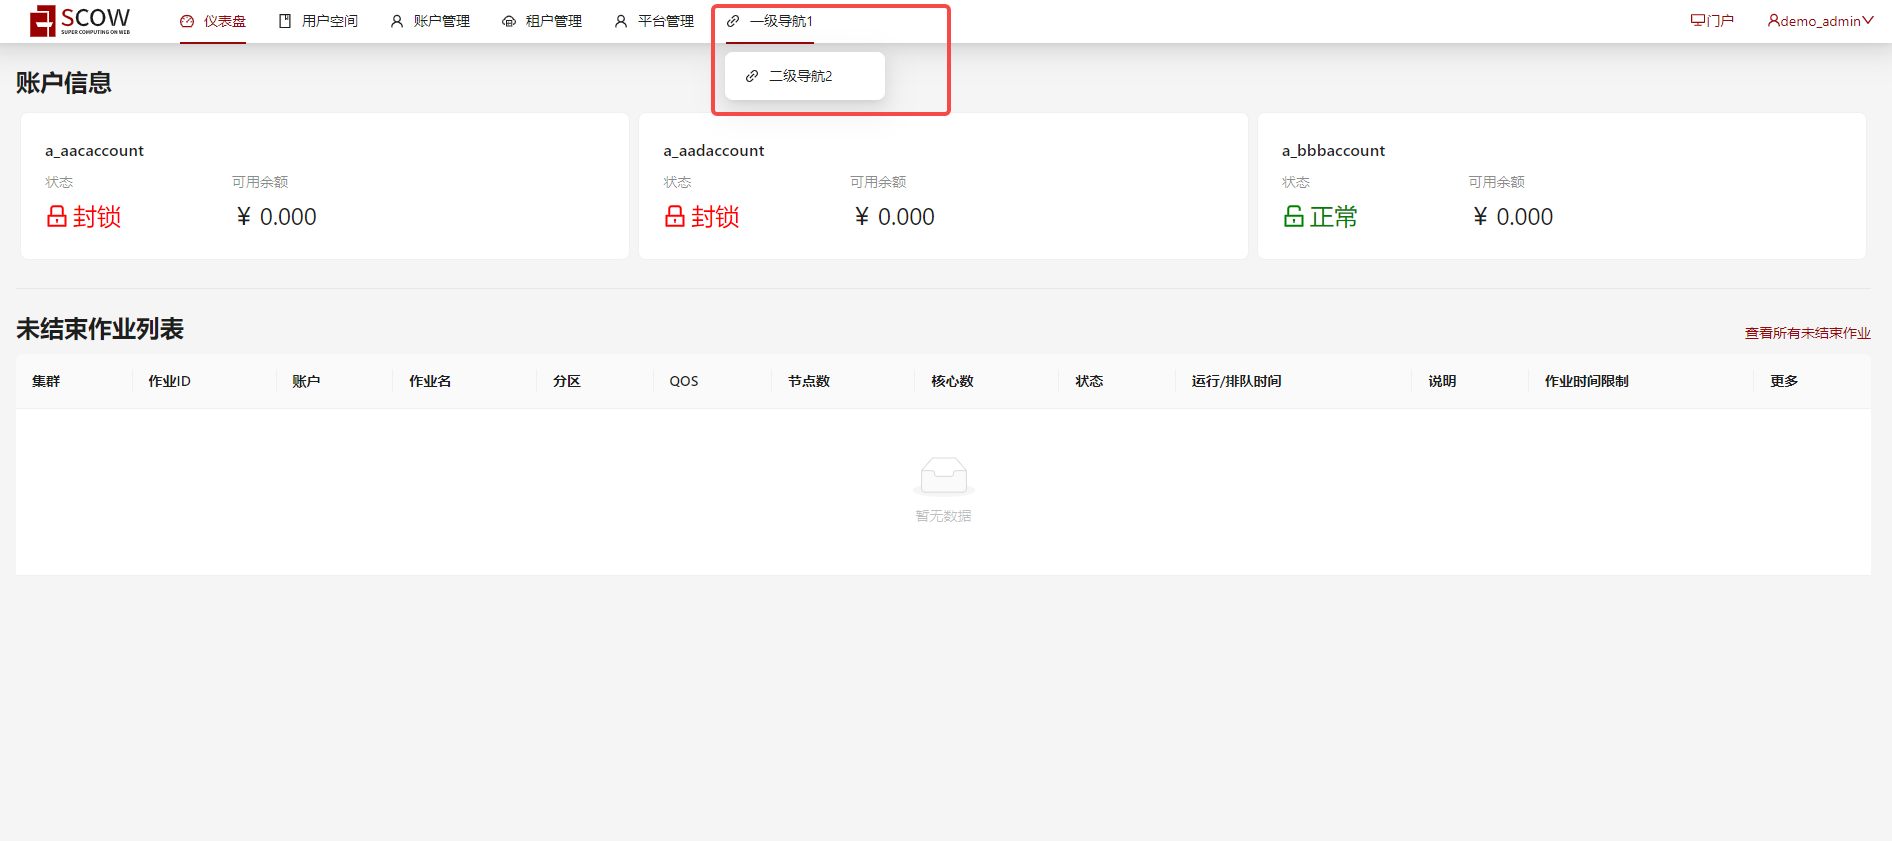 SCOW
SUPER COMPUTING ON WEB
仪表盘
用户空间
账户管理
租户管理
平台管理
一级导航1
门户
demo_admin
二级导航2
账户信息
a_aacaccount
状态
可用余额
封锁
¥ 0.000
a_aadaccount
状态
可用余额
封锁
¥ 0.000
a_bbbaccount
状态
可用余额
正常
¥ 0.000
未结束作业列表
查看所有未结束作业
集群
作业ID
账户
作业名
分区
QOS
节点数
核心数
状态
运行/排队时间
说明
作业时间限制
更多
暂无数据